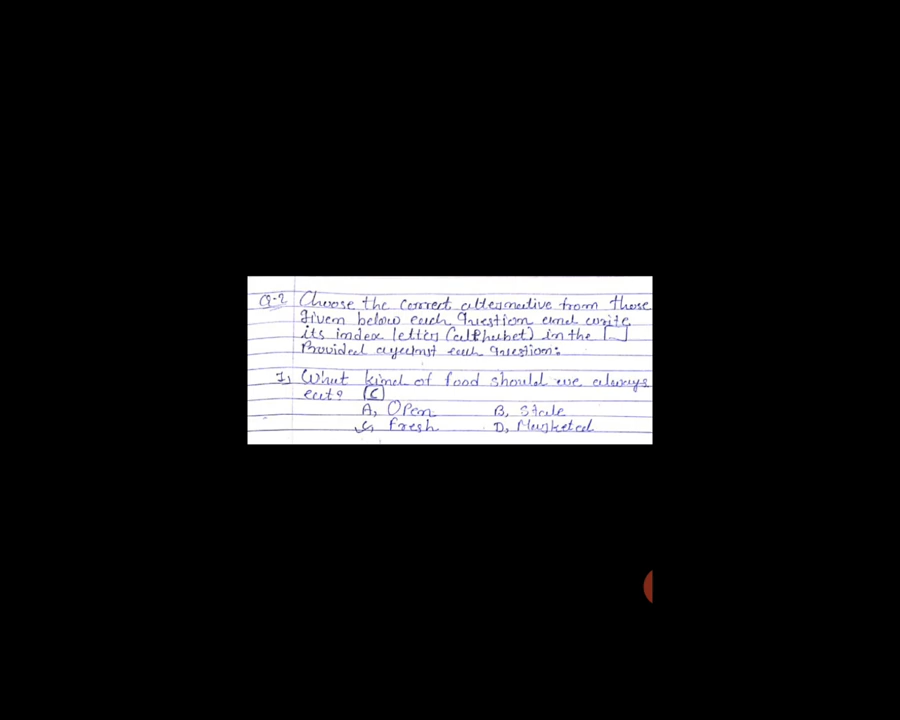 Q-2 Choose the correct alternative from those
given below each question and write
its index letter (alphabet) in the [ ]
Provided against each question:
1, What kind of food should we always
eat? [C]
A, Open B, Stale
C, Fresh D, Marketed